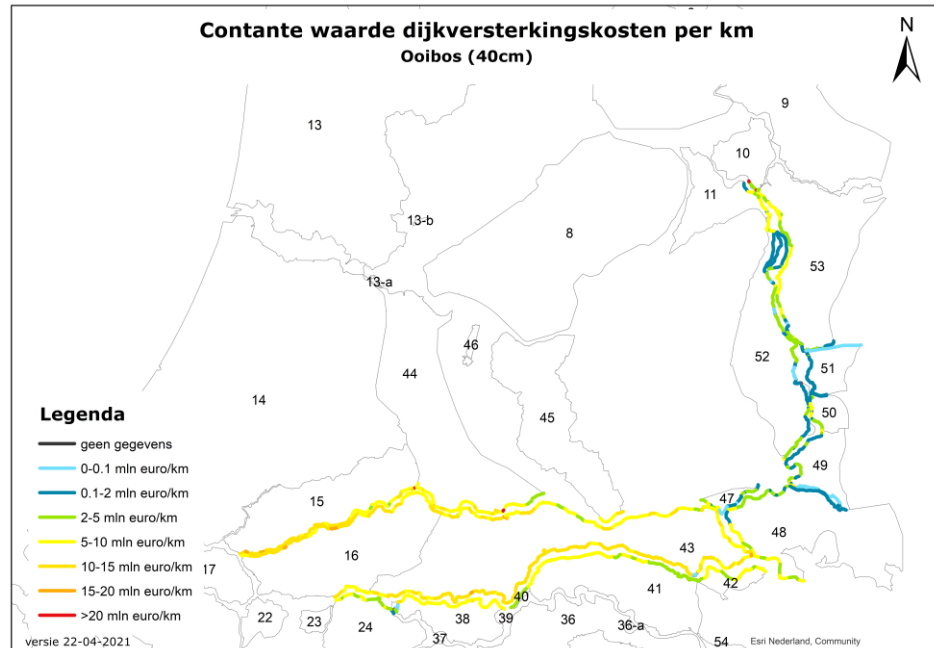 Contante waarde dijkversterkingskosten per km
Ooibos (40cm)
N
9
13
10
11
13-b
8
53
13-a
46
52
51
44
14
45
50
49
Legenda
geen gegevens
0-0.1 mln euro/km
0.1-2 mln euro/km
2-5 mln euro/km
5-10 mln euro/km
10-15 mln euro/km
15-20 mln euro/km
>20 mln euro/km
15
47
48
16
43
17
42
41
40
22
23
24
38
39
36
36-a
37
54
versie 22-04-2021
Esri Nederland, Community